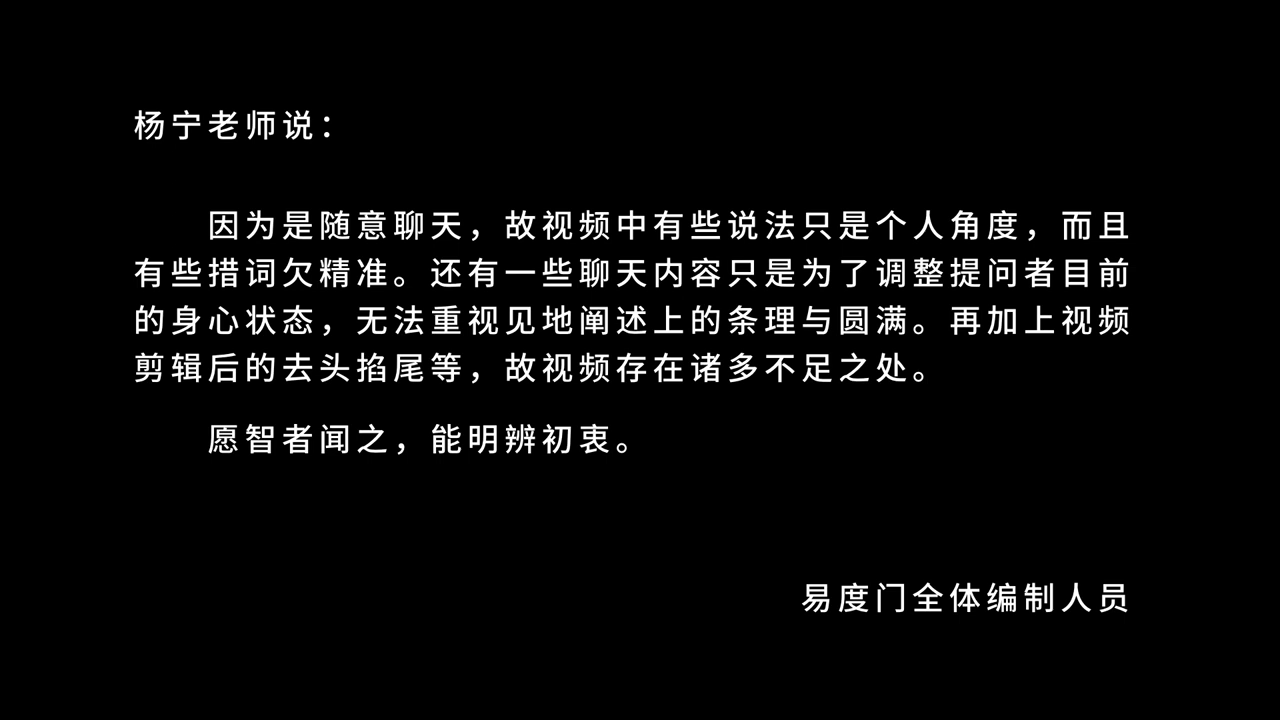 杨宁老师说：
因为是随意聊天，故视频中有些说法只是个人角度，而且
有些措词欠精准。还有一些聊天内容只是为了调整提问者目前
的身心状态，无法重视见地阐述上的条理与圆满。再加上视频
剪辑后的去头掐尾等，故视频存在诸多不足之处。
愿智者闻之，能明辨初衷。
易度门全体编制人员